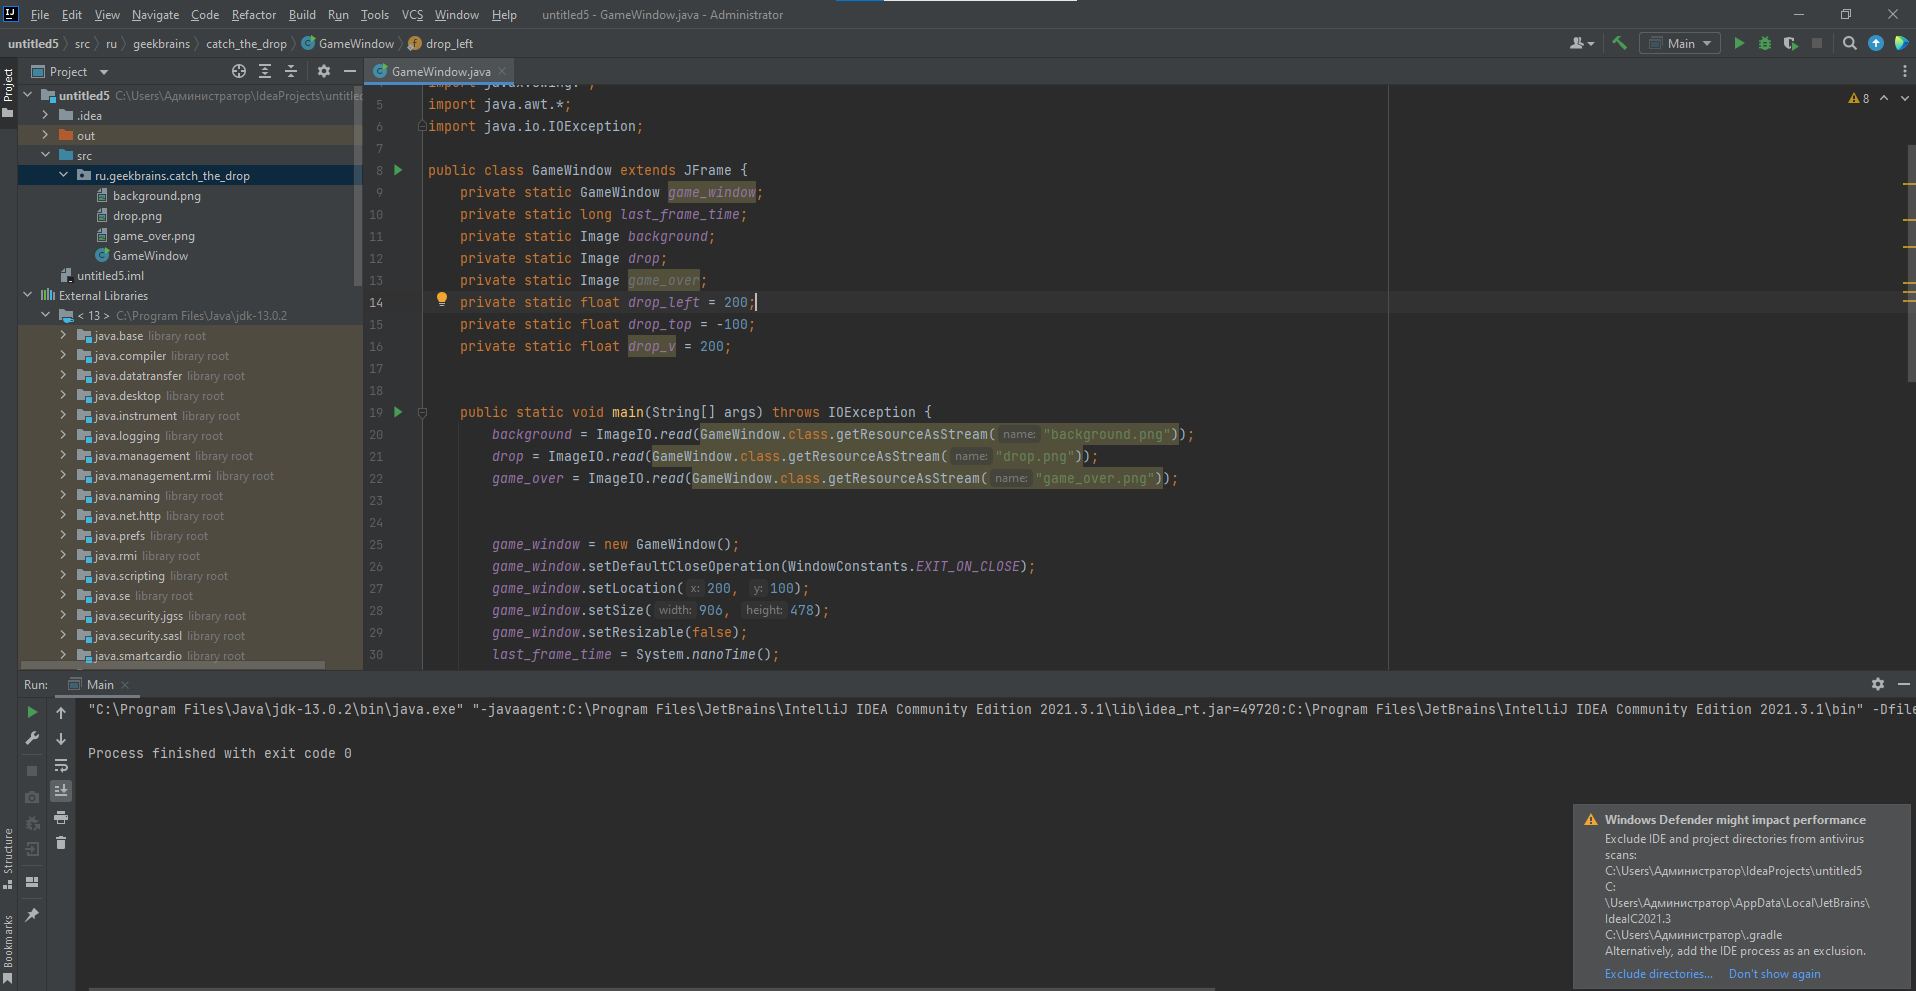 File Edit View Navigate Code Refactor Build Run Tools VCS Window Help untitled5 - GameWindow.java - Administrator
untitled5 src ru geekbrains catch_the_drop GameWindow drop_left
Main
Project
GameWindow.java
Project
untitled5 C:\Users\Администратор\IdeaProjects\untitled
.idea
out
src
ru.geekbrains.catch_the_drop
background.png
drop.png
game_over.png
GameWindow
untitled5.iml
External Libraries
< 13 > C:\Program Files\Java\jdk-13.0.2
java.base library root
java.compiler library root
java.datatransfer library root
java.desktop library root
java.instrument library root
java.logging library root
java.management library root
java.management.rmi library root
java.naming library root
java.net.http library root
java.prefs library root
java.rmi library root
java.scripting library root
java.se library root
java.security.jgss library root
java.security.sasl library root
java.smartcardio library root
8
5 import java.awt.*;
6 import java.io.IOException;
7
8 public class GameWindow extends JFrame {
9 private static GameWindow game_window;
10 private static long last_frame_time;
11 private static Image background;
12 private static Image drop;
13 private static Image game_over;
14 private static float drop_left = 200;
15 private static float drop_top = -100;
16 private static float drop_v = 200;
17
18
19 public static void main(String[] args) throws IOException {
20 background = ImageIO.read(GameWindow.class.getResourceAsStream( name: "background.png"));
21 drop = ImageIO.read(GameWindow.class.getResourceAsStream( name: "drop.png"));
22 game_over = ImageIO.read(GameWindow.class.getResourceAsStream( name: "game_over.png"));
23
24
25 game_window = new GameWindow();
26 game_window.setDefaultCloseOperation(WindowConstants.EXIT_ON_CLOSE);
27 game_window.setLocation( x: 200, y: 100);
28 game_window.setSize( width: 906, height: 478);
29 game_window.setResizable(false);
30 last_frame_time = System.nanoTime();
Run: Main
"C:\Program Files\Java\jdk-13.0.2\bin\java.exe" "-javaagent:C:\Program Files\JetBrains\IntelliJ IDEA Community Edition 2021.3.1\lib\idea_rt.jar=49720:C:\Program Files\JetBrains\IntelliJ IDEA Community Edition 2021.3.1\bin" -Dfile
Process finished with exit code 0
Structure
Bookmarks
Windows Defender might impact performance
Exclude IDE and project directories from antivirus
scans:
C:\Users\Администратор\IdeaProjects\untitled5
C:
\Users\Администратор\AppData\Local\JetBrains\
IdeaIC2021.3
C:\Users\Администратор\.gradle
Alternatively, add the IDE process as an exclusion.
Exclude directories... Don't show again